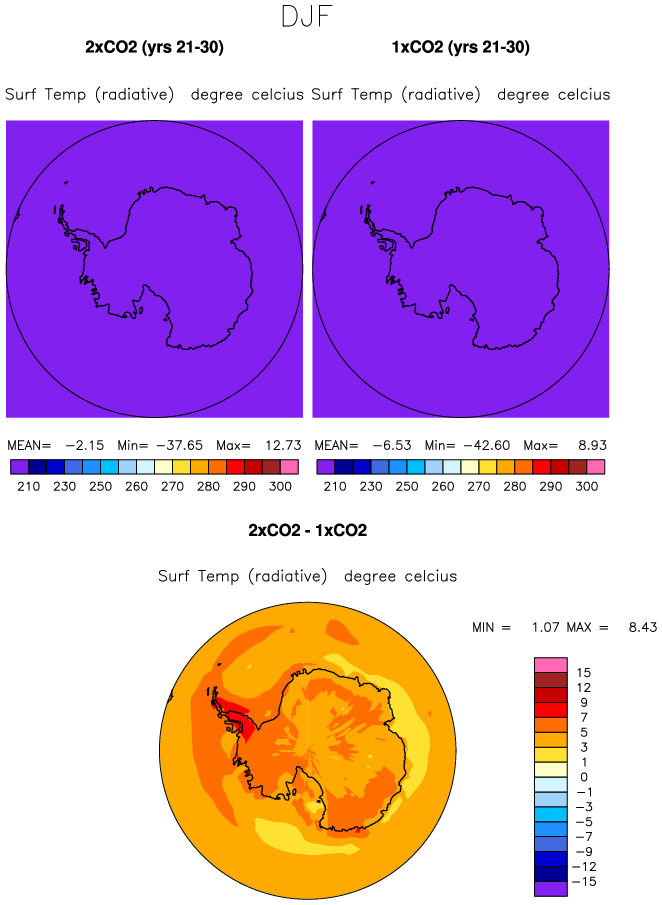 DJF
2xCO2 (yrs 21-30) 1xCO2 (yrs 21-30)
Surf Temp (radiative) degree celcius Surf Temp (radiative) degree celcius
MEAN= -2.15 Min= -37.65 Max= 12.73 MEAN= -6.53 Min= -42.60 Max= 8.93
210 230 250 260 270 280 290 300 210 230 250 260 270 280 290 300
2xCO2 - 1xCO2
Surf Temp (radiative) degree celcius
MIN = 1.07 MAX = 8.43
15
12
9
7
5
3
1
0
-1
-3
-5
-7
-9
-12
-15